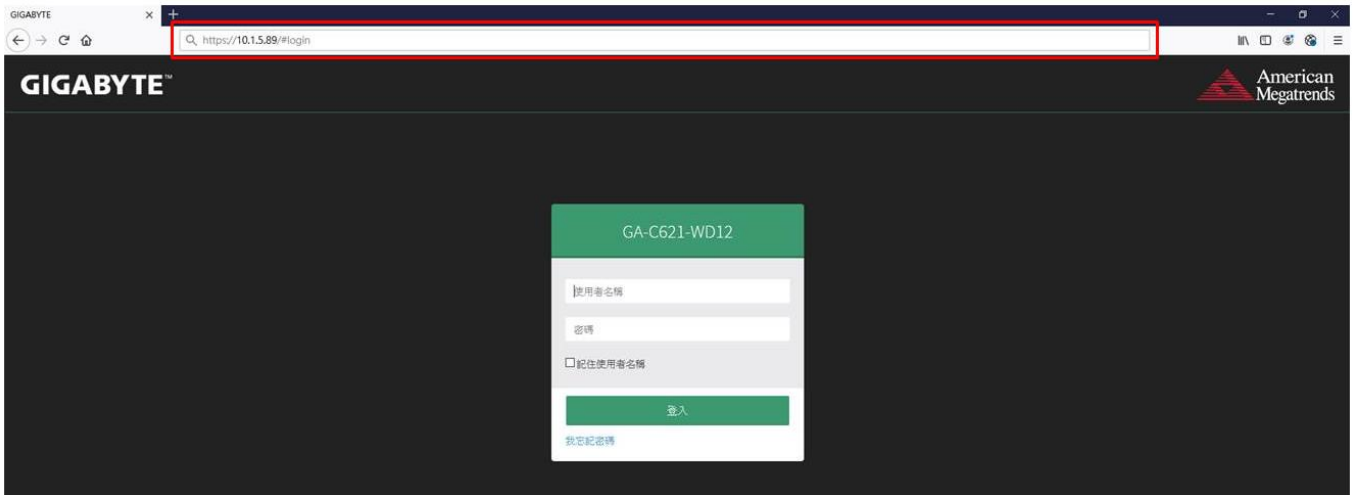 GIGABYTE
https://10.1.5.89/#login
GIGABYTE™
American
Megatrends
GA-C621-WD12
使用者名稱
密碼
記住使用者名稱
登入
我忘記密碼